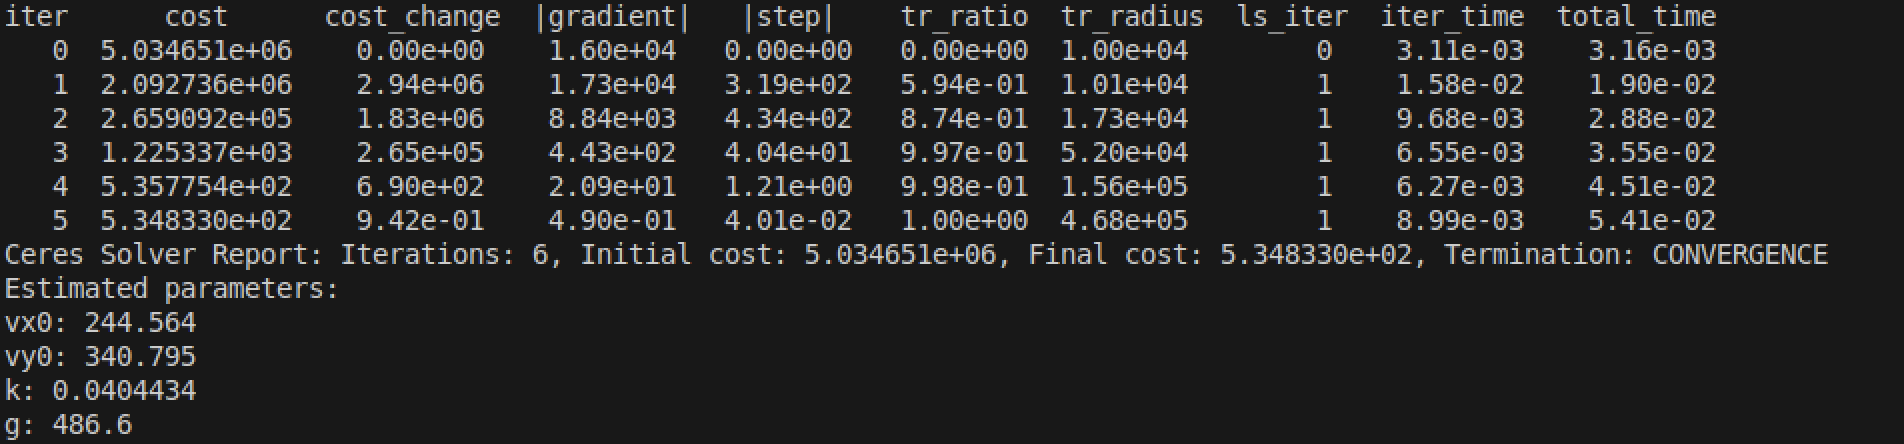 iter      cost      cost_change  |gradient|   |step|    tr_ratio  tr_radius  ls_iter  iter_time  total_time
   0  5.034651e+06    0.00e+00    1.60e+04   0.00e+00   0.00e+00  1.00e+04        0    3.11e-03    3.16e-03
   1  2.092736e+06    2.94e+06    1.73e+04   3.19e+02   5.94e-01  1.01e+04        1    1.58e-02    1.90e-02
   2  2.659092e+05    1.83e+06    8.84e+03   4.34e+02   8.74e-01  1.73e+04        1    9.68e-03    2.88e-02
   3  1.225337e+03    2.65e+05    4.43e+02   4.04e+01   9.97e-01  5.20e+04        1    6.55e-03    3.55e-02
   4  5.357754e+02    6.90e+02    2.09e+01   1.21e+00   9.98e-01  1.56e+05        1    6.27e-03    4.51e-02
   5  5.348330e+02    9.42e-01    4.90e-01   4.01e-02   1.00e+00  4.68e+05        1    8.99e-03    5.41e-02
Ceres Solver Report: Iterations: 6, Initial cost: 5.034651e+06, Final cost: 5.348330e+02, Termination: CONVERGENCE
Estimated parameters:
vx0: 244.564
vy0: 340.795
k: 0.0404434
g: 486.6